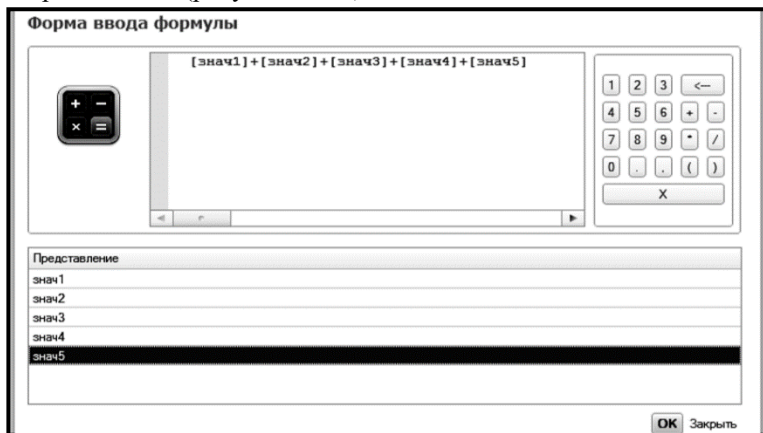 Форма ввода формулы
[знач1]+[знач2]+[знач3]+[знач4]+[знач5]
+ −
× =
1 2 3 <--
4 5 6 + -
7 8 9 * /
0 . , ( )
X
Представление
знач1
знач2
знач3
знач4
знач5
OK Закрыть